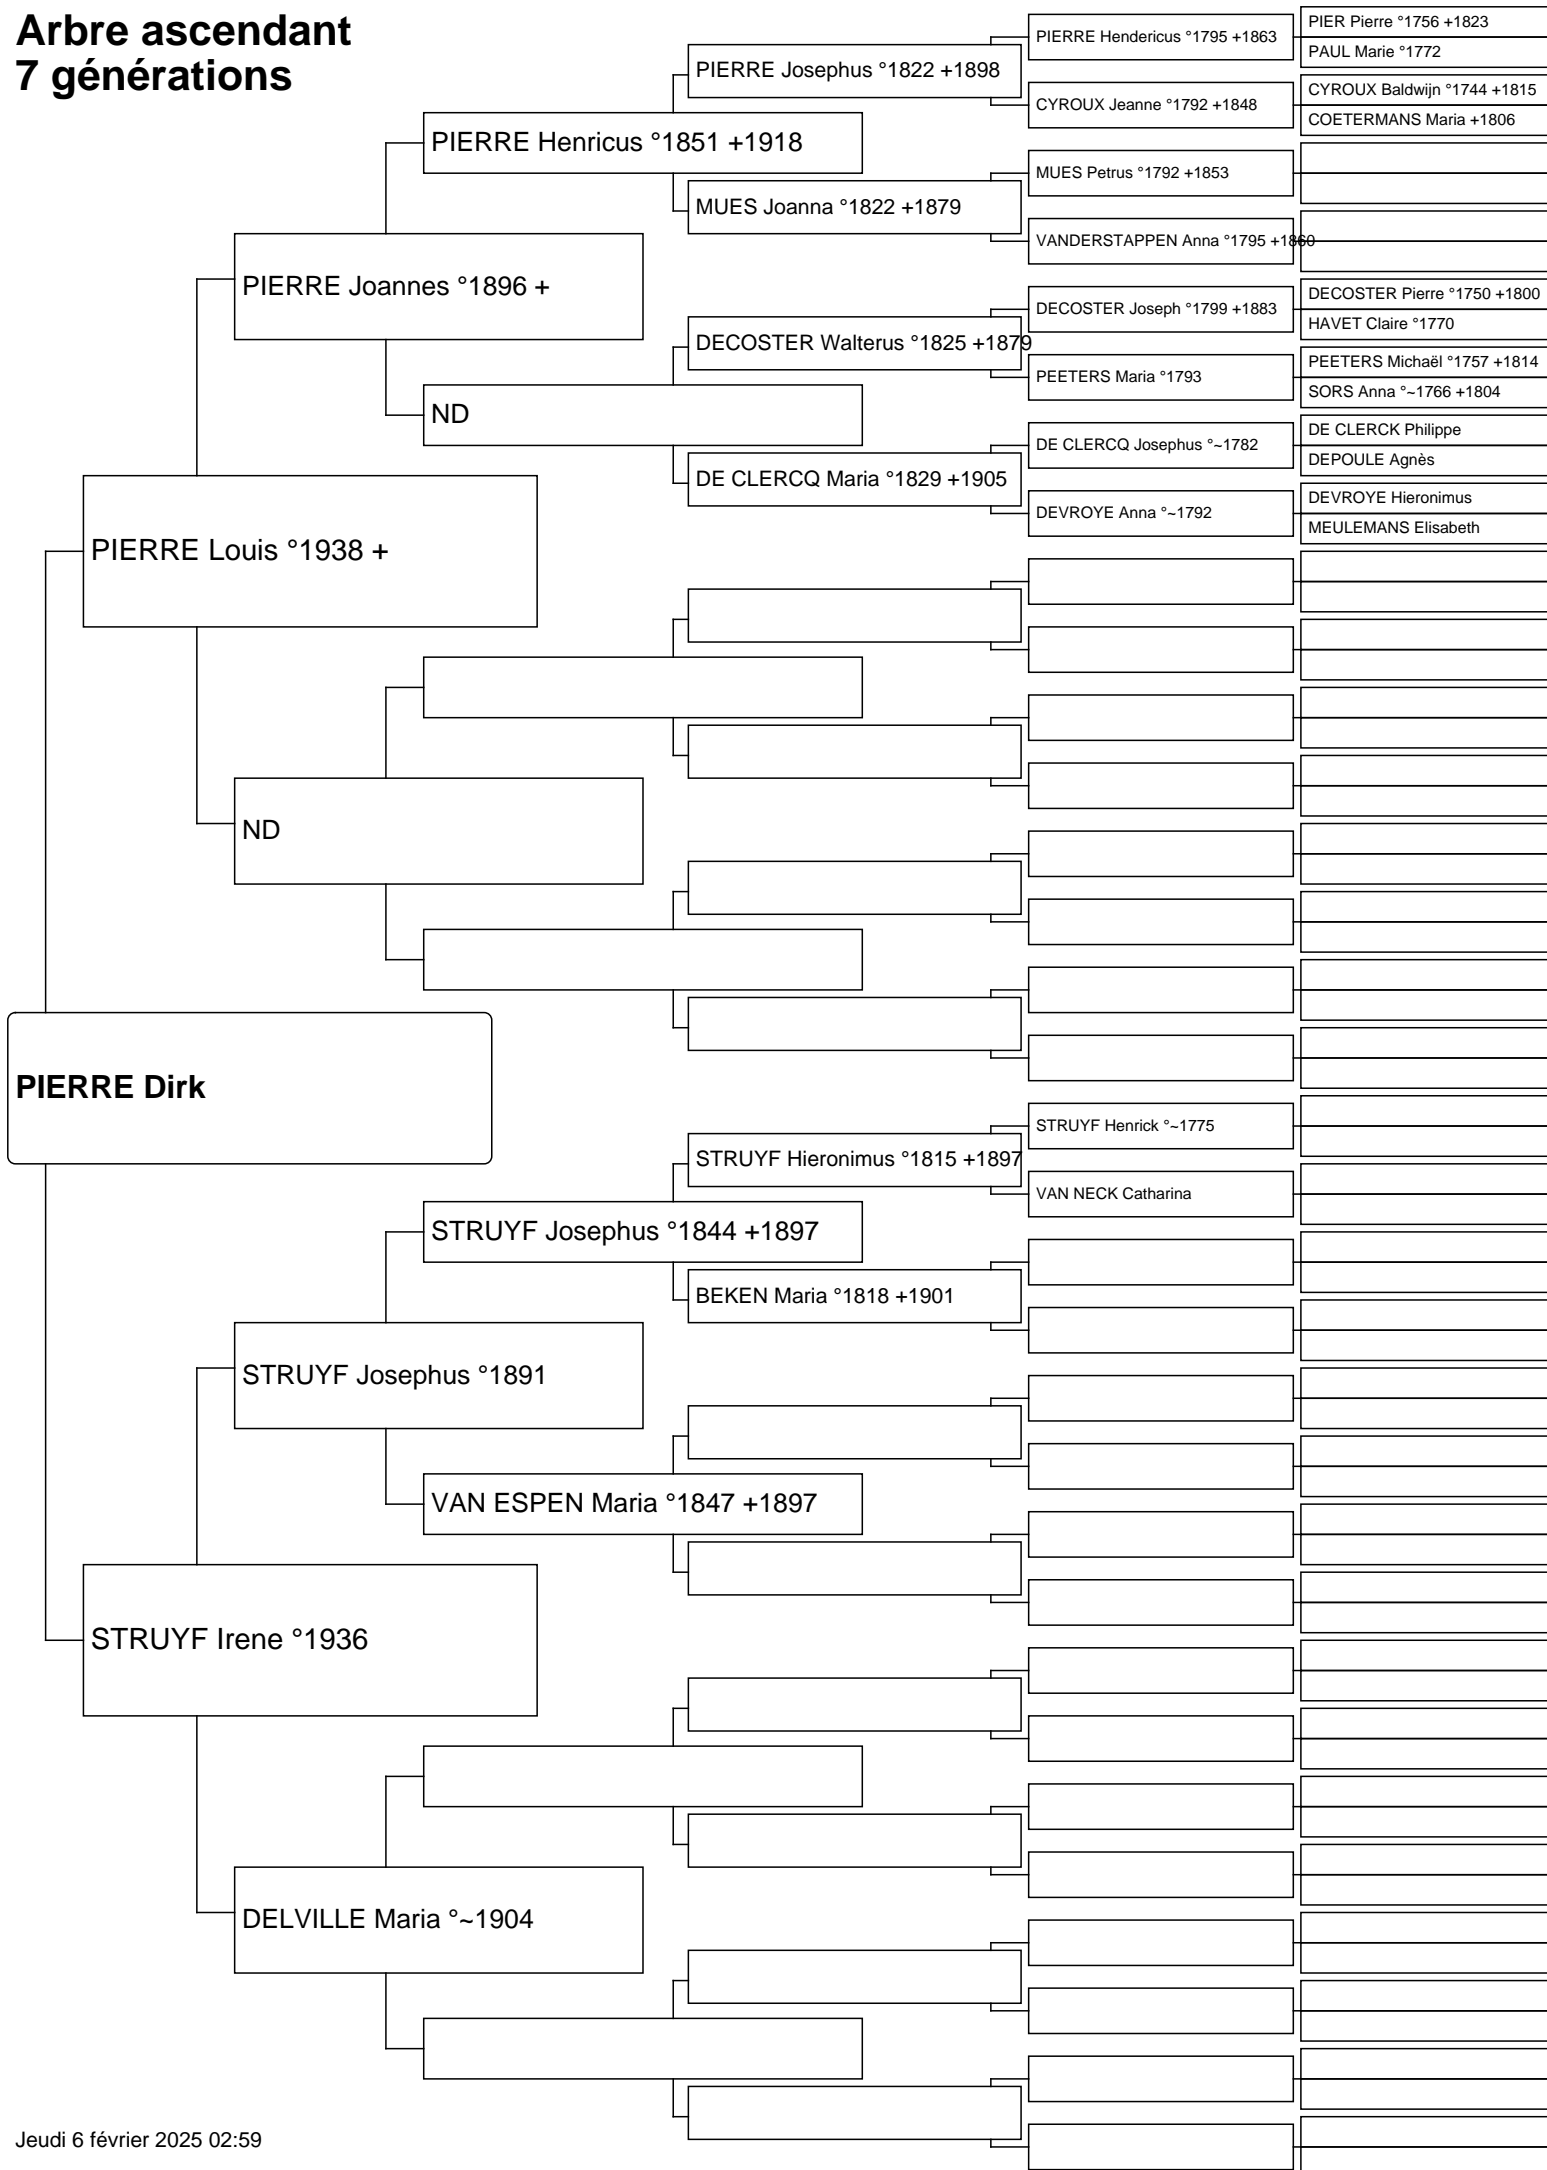 Arbre ascendant
7 générations
PIERRE Dirk
PIERRE Louis °1938 +
STRUYF Irene °1936
PIERRE Joannes °1896 +
ND
STRUYF Josephus °1891
DELVILLE Maria °~1904
PIERRE Henricus °1851 +1918
ND
STRUYF Josephus °1844 +1897
VAN ESPEN Maria °1847 +1897
PIERRE Josephus °1822 +1898
MUES Joanna °1822 +1879
DECOSTER Walterus °1825 +1879
DE CLERCQ Maria °1829 +1905
STRUYF Hieronimus °1815 +1897
BEKEN Maria °1818 +1901
PIERRE Hendericus °1795 +1863
CYROUX Jeanne °1792 +1848
MUES Petrus °1792 +1853
VANDERSTAPPEN Anna °1795 +1860
DECOSTER Joseph °1799 +1883
PEETERS Maria °1793
DE CLERCQ Josephus °~1782
DEVROYE Anna °~1792
STRUYF Henrick °~1775
VAN NECK Catharina
PIER Pierre °1756 +1823
PAUL Marie °1772
CYROUX Baldwijn °1744 +1815
COETERMANS Maria +1806
DECOSTER Pierre °1750 +1800
HAVET Claire °1770
PEETERS Michaël °1757 +1814
SORS Anna °~1766 +1804
DE CLERCK Philippe
DEPOULE Agnès
DEVROYE Hieronimus
MEULEMANS Elisabeth
Jeudi 6 février 2025 02:59